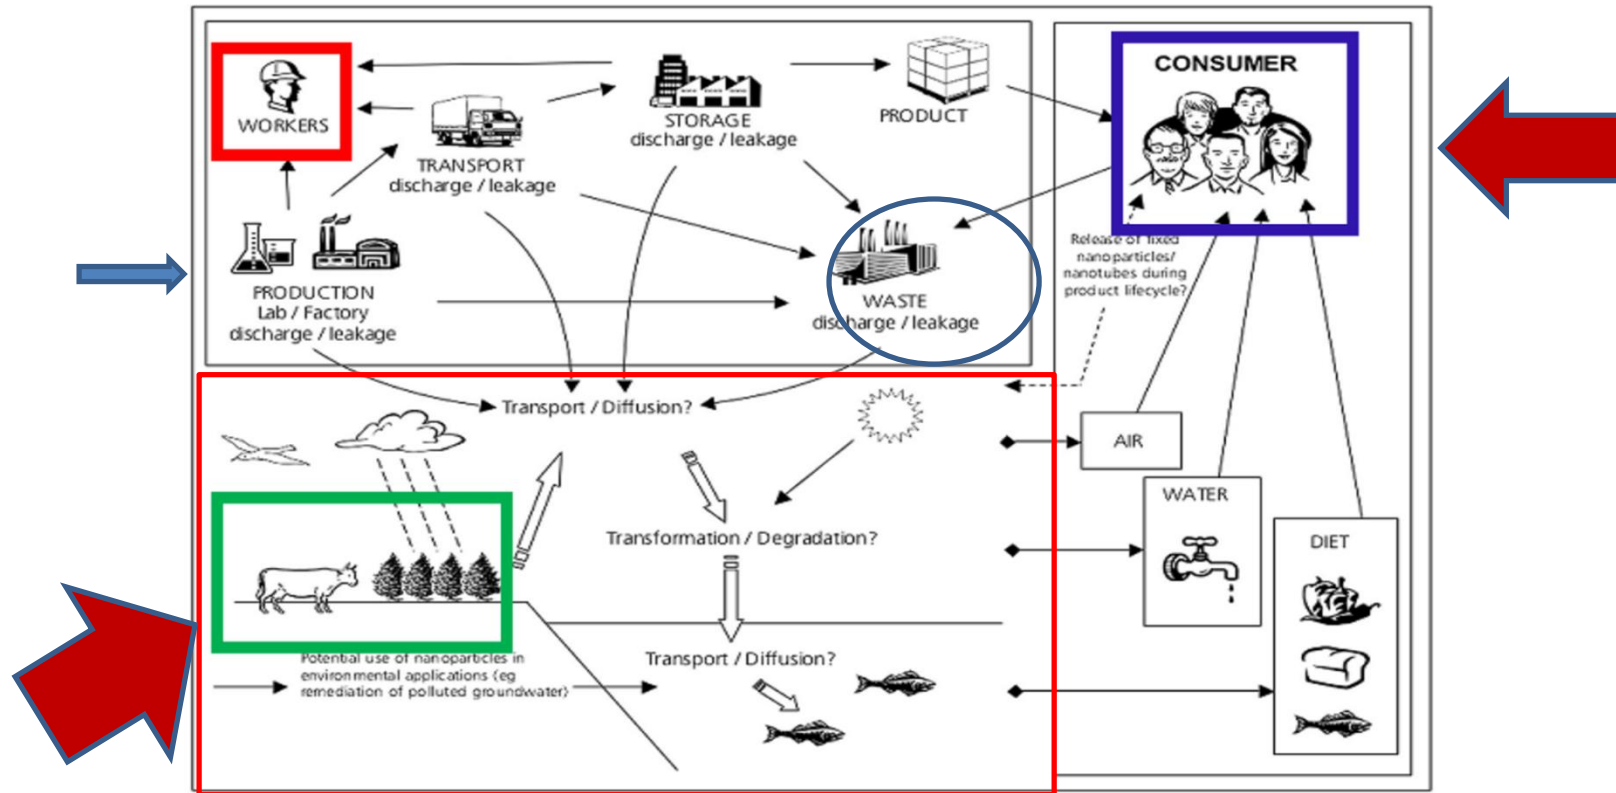 WORKERS
TRANSPORT
discharge / leakage
STORAGE
discharge / leakage
PRODUCT
CONSUMER
PRODUCTION
Lab / Factory
discharge / leakage
WASTE
discharge / leakage
Release of fixed
nanoparticles/
nanotubes during
product lifecycle?
Transport / Diffusion?
Transformation / Degradation?
Potential use of nanoparticles in
environmental applications (eg
remediation of polluted groundwater)
Transport / Diffusion?
AIR
WATER
DIET